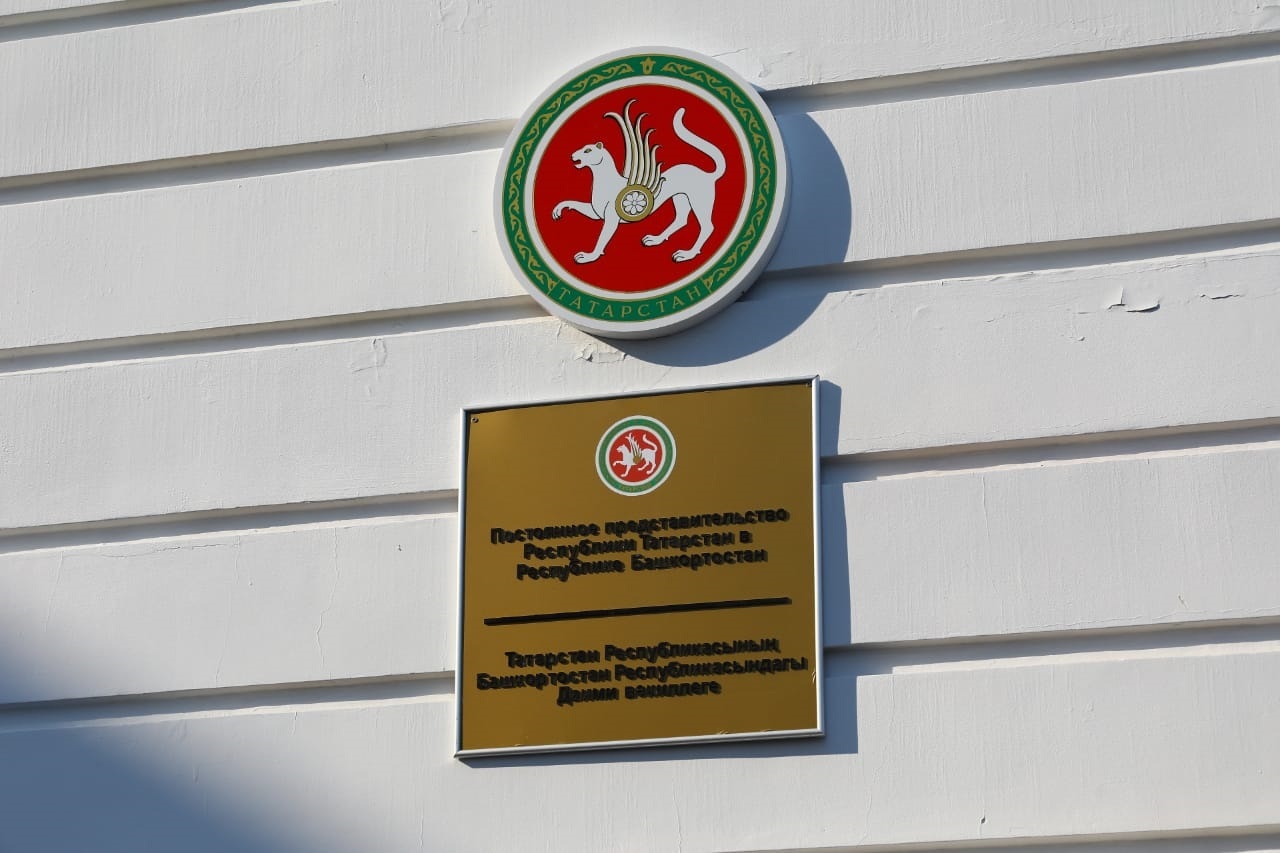 ТАТАРСТАН
Постоянное представительство
Республики Татарстан в
Республике Башкортостан
Татарстан Республикасының
Башкортостан Республикасындагы
Даими вәкиллеге